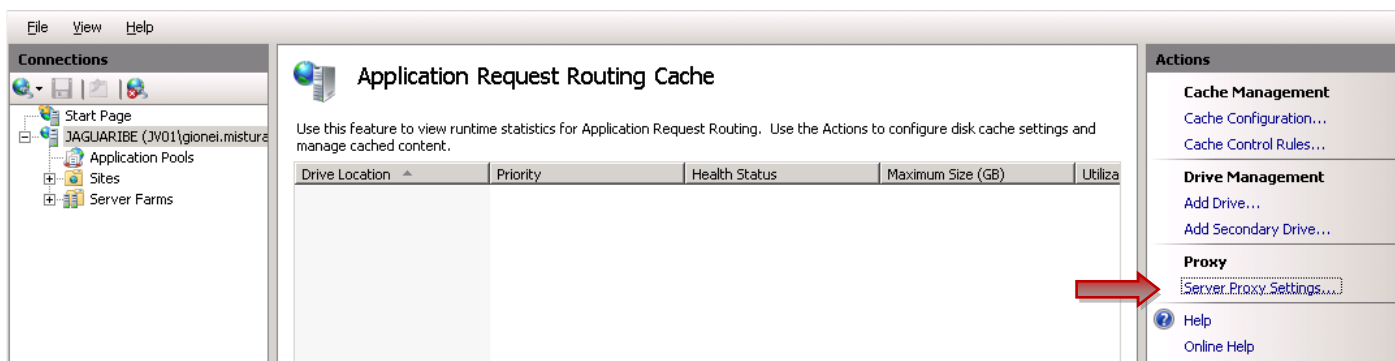 File View Help
Connections
Start Page
JAGUARIBE (JV01\gionei.mistura
Application Pools
Sites
Server Farms
Application Request Routing Cache
Use this feature to view runtime statistics for Application Request Routing. Use the Actions to configure disk cache settings and
manage cached content.
Drive Location Priority Health Status Maximum Size (GB) Utiliza
Actions
Cache Management
Cache Configuration...
Cache Control Rules...
Drive Management
Add Drive...
Add Secondary Drive...
Proxy
Server Proxy Settings...
Help
Online Help